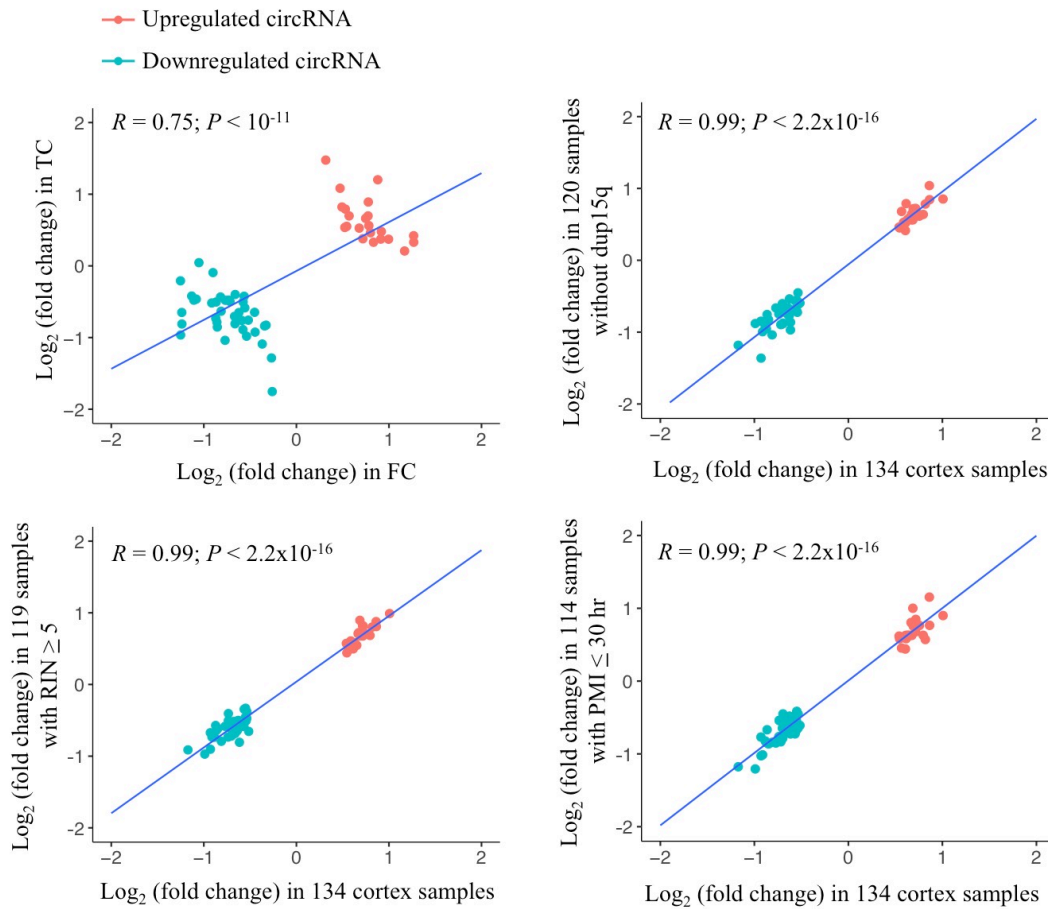 Upregulated circRNA
Downregulated circRNA
R = 0.75; P < 10⁻¹¹
Log₂ (fold change) in TC
2
1
0
−1
−2
−2
−1
0
1
2
Log₂ (fold change) in FC
R = 0.99; P < 2.2x10⁻¹⁶
Log₂ (fold change) in 120 samples
without dup15q
2
1
0
-1
-2
−2
−1
0
1
2
Log₂ (fold change) in 134 cortex samples
R = 0.99; P < 2.2x10⁻¹⁶
Log₂ (fold change) in 119 samples
with RIN ≥ 5
2
1
0
-1
-2
−2
−1
0
1
2
Log₂ (fold change) in 134 cortex samples
R = 0.99; P < 2.2x10⁻¹⁶
Log₂ (fold change) in 114 samples
with PMI ≤ 30 hr
2
1
0
-1
-2
−2
−1
0
1
2
Log₂ (fold change) in 134 cortex samples